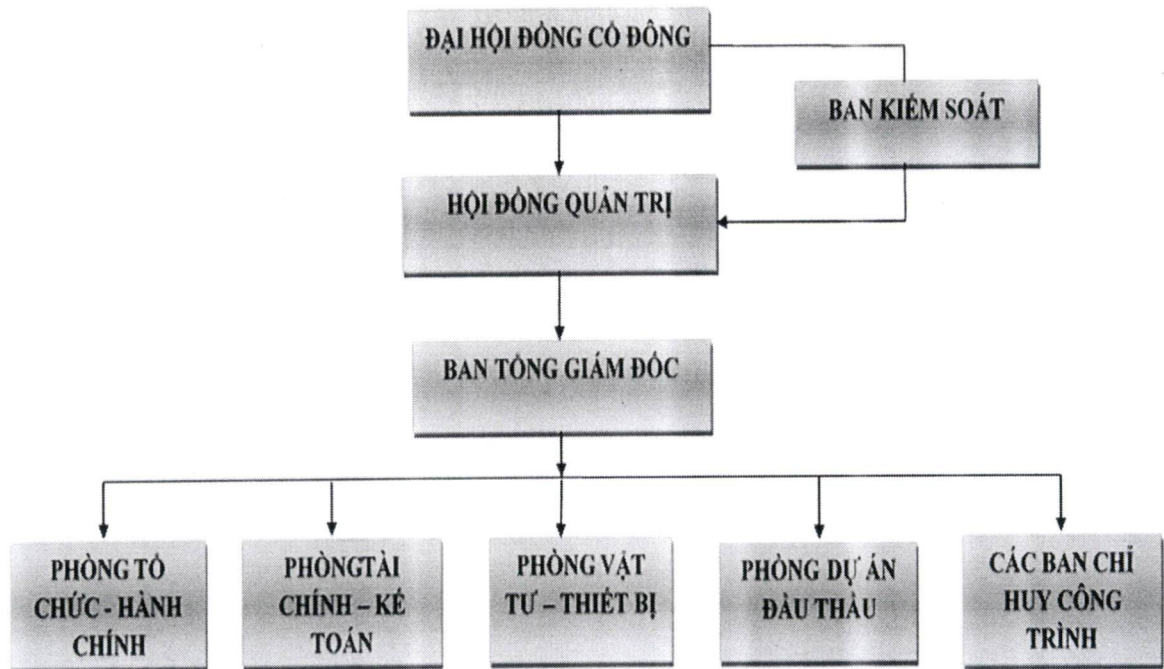 ĐẠI HỘI ĐỒNG CỔ ĐÔNG
BAN KIỂM SOÁT
HỘI ĐỒNG QUẢN TRỊ
BAN TỔNG GIÁM ĐỐC
PHÒNG TỔ
CHỨC - HÀNH
CHÍNH
PHÒNGTÀI
CHÍNH – KẾ
TOÁN
PHÒNG VẬT
TƯ – THIẾT BỊ
PHÒNG DỰ ÁN
ĐẤU THẦU
CÁC BAN CHỈ
HUY CÔNG
TRÌNH